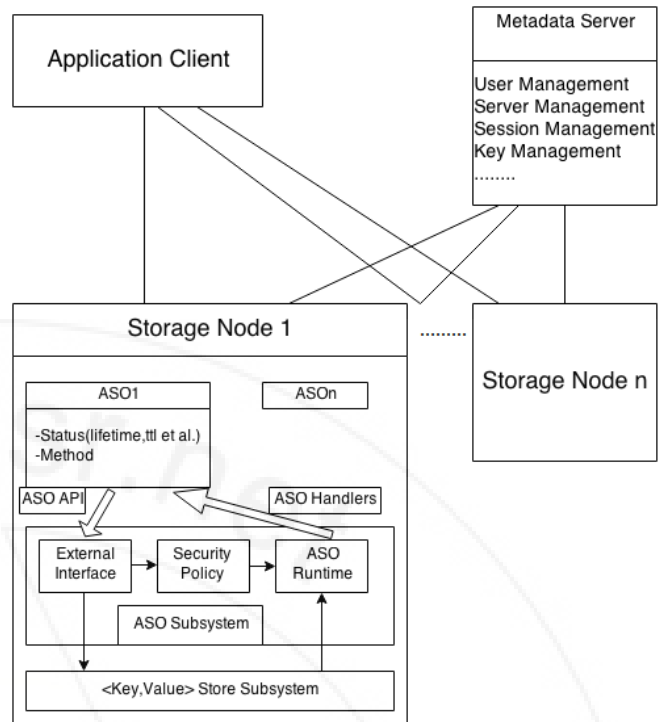 Application Client
Metadata Server
User Management
Server Management
Session Management
Key Management
........
Storage Node 1
.........
Storage Node n
ASO1
ASOn
-Status(lifetime,ttl et al.)
-Method
ASO API
ASO Handlers
External
Interface
Security
Policy
ASO
Runtime
ASO Subsystem
<Key,Value> Store Subsystem
sr.net